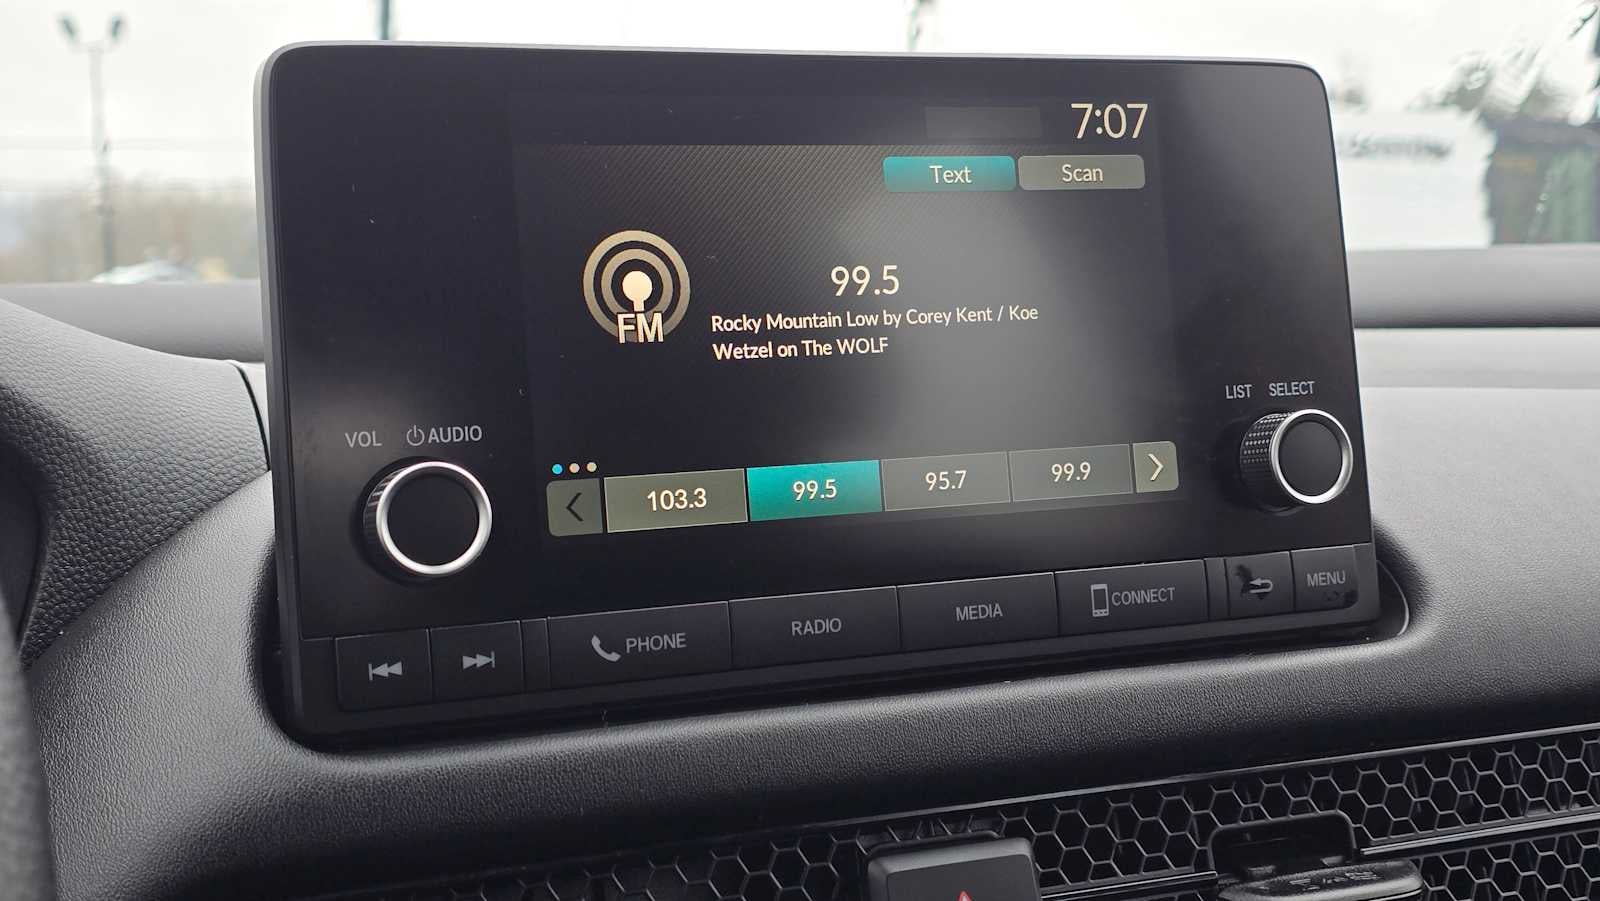 7:07
Text
Scan
99.5
FM
Rocky Mountain Low by Corey Kent / Koe
Wetzel on The WOLF
LIST SELECT
VOL AUDIO
103.3
99.5
95.7
99.9
PHONE
RADIO
MEDIA
CONNECT
MENU